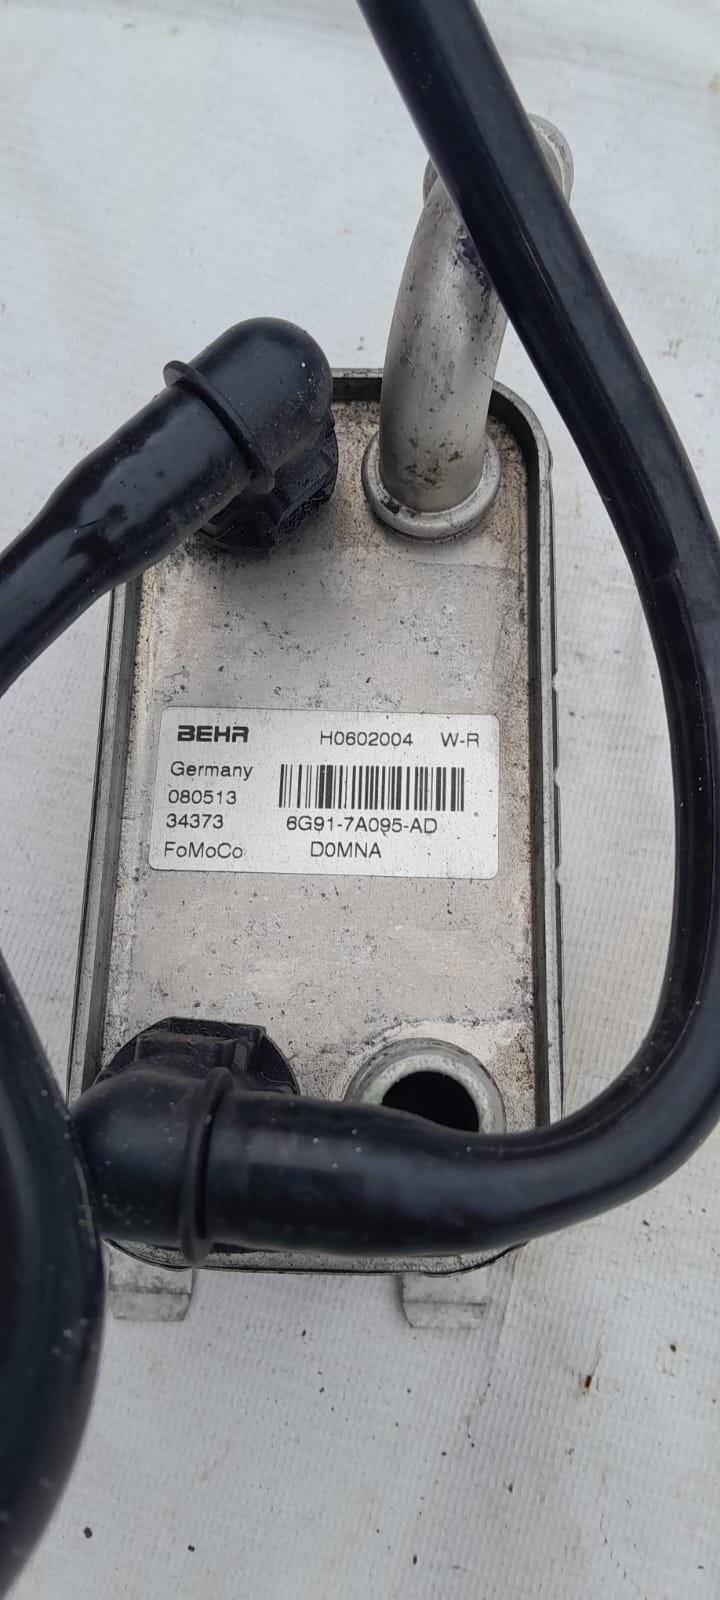 BEHR H0602004 W-R
Germany
080513
34373 6G91-7A095-AD
FoMoCo D0MNA